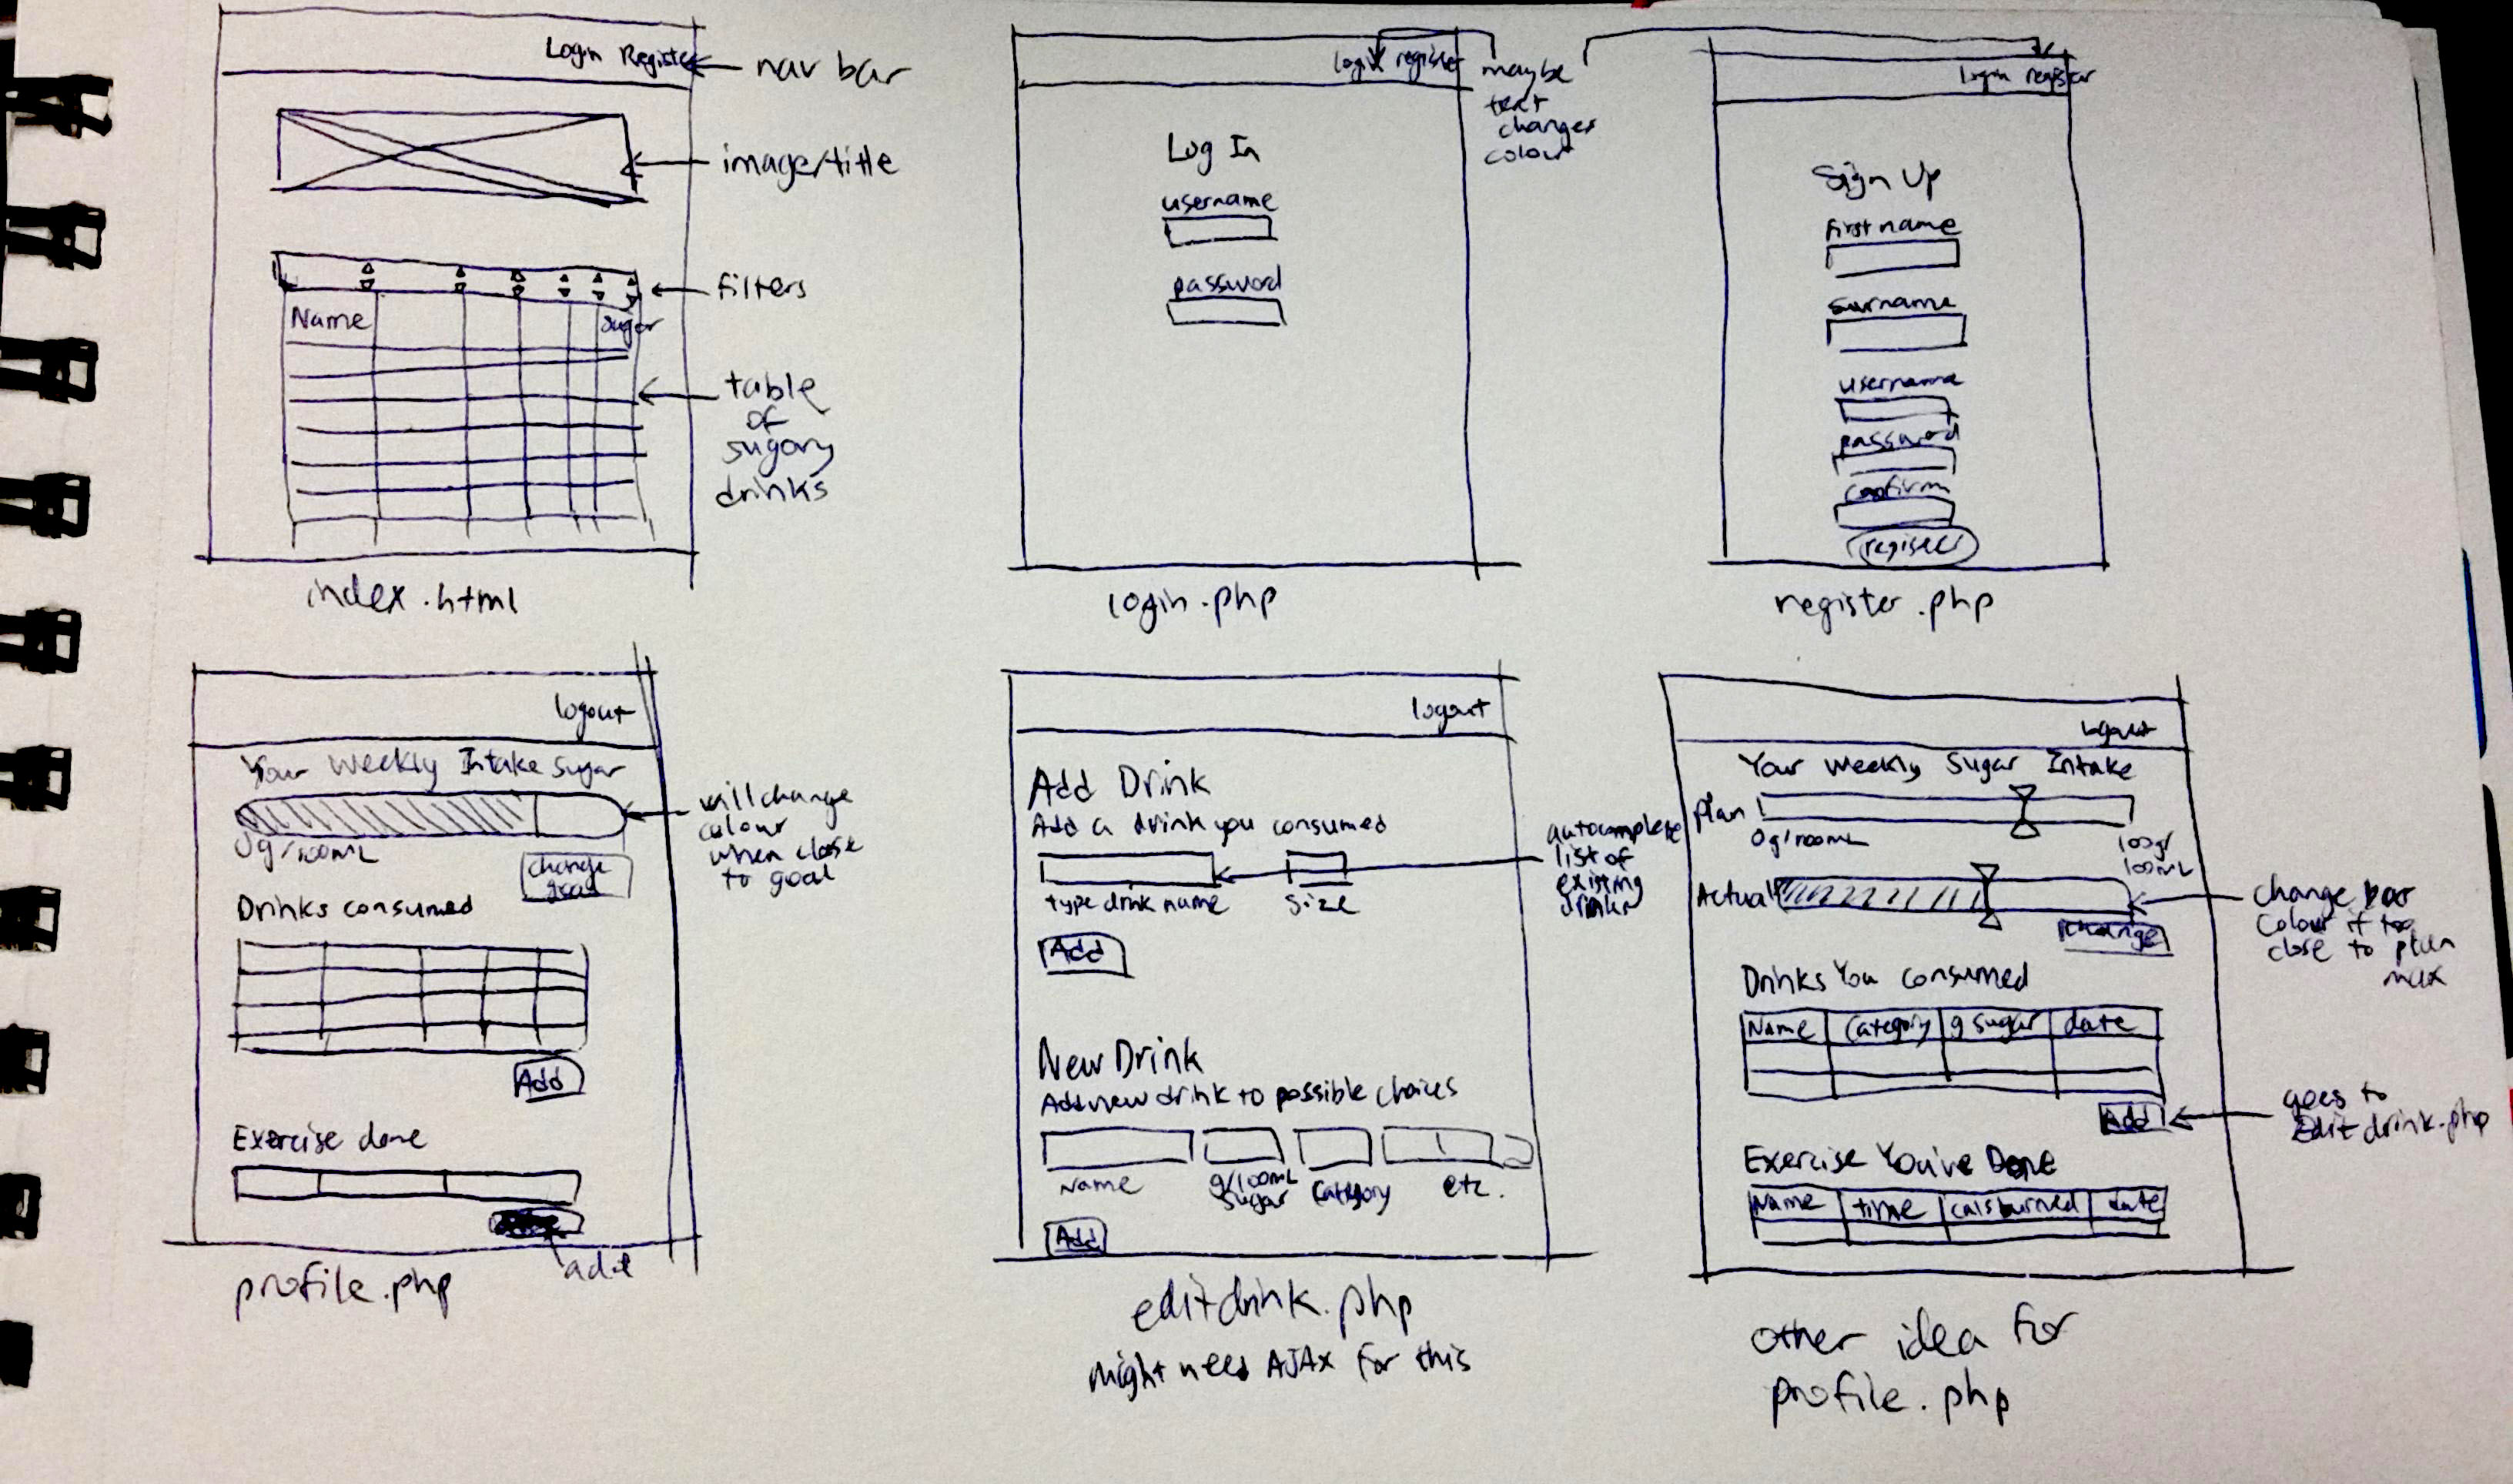 Login Register
nav bar
image/title
filters
Name
sugar
table
of
sugary
drinks
index.html
login register
maybe
text
changes
colour
Log In
username
password
login.php
login register
Sign Up
First name
surname
username
password
confirm
register
register.php
logout
Your Weekly Intake Sugar
0g/100mL
change
goal
will change
colour
when close
to goal
Drinks consumed
Add
Exercise done
add
profile.php
logout
Add Drink
Add a drink you consumed
type drink name
size
autocomplete
list of
existing
drinks
Add
New Drink
Add new drink to possible choices
Name
g/100mL
sugar
Category
etc.
Add
editdrink.php
Might need AJAX for this
logout
Your Weekly Sugar Intake
Plan
0g/100mL
100g/
100mL
Actual
change
change bar
colour if too
close to plan
max
Drinks You consumed
Name Category g sugar date
Add
goes to
Editdrink.php
Exercise You've Done
Name time cals burned date
other idea for
profile.php